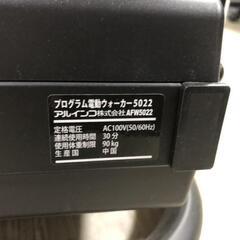 プログラム電動ウォーカー5022
アルインコ株式会社 AFW5022
定格電圧 AC100V(50/60Hz)
連続使用時間 30分
使用体重制限 90kg
生産国 中国